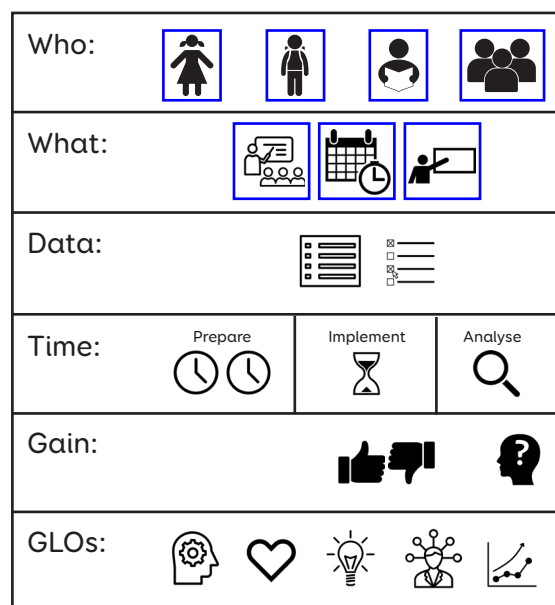 Who:
What:
Data:
Time:
Prepare
Implement
Analyse
Gain:
?
GLOs: